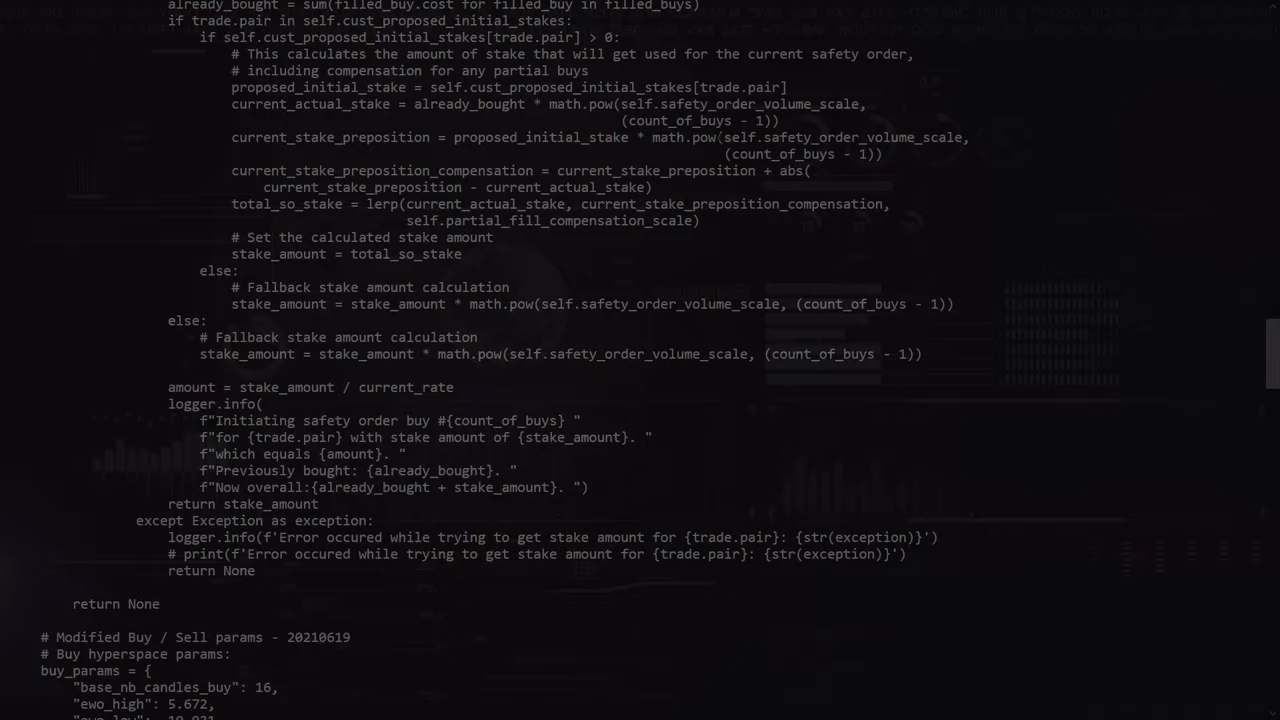 already_bought = sum(filled_buy.cost for filled_buy in filled_buys)
if trade.pair in self.cust_proposed_initial_stakes:
if self.cust_proposed_initial_stakes[trade.pair] > 0:
# This calculates the amount of stake that will get used for the current safety order,
# including compensation for any partial buys
proposed_initial_stake = self.cust_proposed_initial_stakes[trade.pair]
current_actual_stake = already_bought * math.pow(self.safety_order_volume_scale,
(count_of_buys - 1))
current_stake_preposition = proposed_initial_stake * math.pow(self.safety_order_volume_scale,
(count_of_buys - 1))
current_stake_preposition_compensation = current_stake_preposition + abs(
current_stake_preposition - current_actual_stake)
total_so_stake = lerp(current_actual_stake, current_stake_preposition_compensation,
self.partial_fill_compensation_scale)
# Set the calculated stake amount
stake_amount = total_so_stake
else:
# Fallback stake amount calculation
stake_amount = stake_amount * math.pow(self.safety_order_volume_scale, (count_of_buys - 1))
else:
# Fallback stake amount calculation
stake_amount = stake_amount * math.pow(self.safety_order_volume_scale, (count_of_buys - 1))
amount = stake_amount / current_rate
logger.info(
f"Initiating safety order buy #{count_of_buys} "
f"for {trade.pair} with stake amount of {stake_amount}. "
f"which equals {amount}. "
f"Previously bought: {already_bought}. "
f"Now overall:{already_bought + stake_amount}. ")
return stake_amount
except Exception as exception:
logger.info(f'Error occured while trying to get stake amount for {trade.pair}: {str(exception)}')
# print(f'Error occured while trying to get stake amount for {trade.pair}: {str(exception)}')
return None
return None
# Modified Buy / Sell params - 20210619
# Buy hyperspace params:
buy_params = {
"base_nb_candles_buy": 16,
"ewo_high": 5.672,